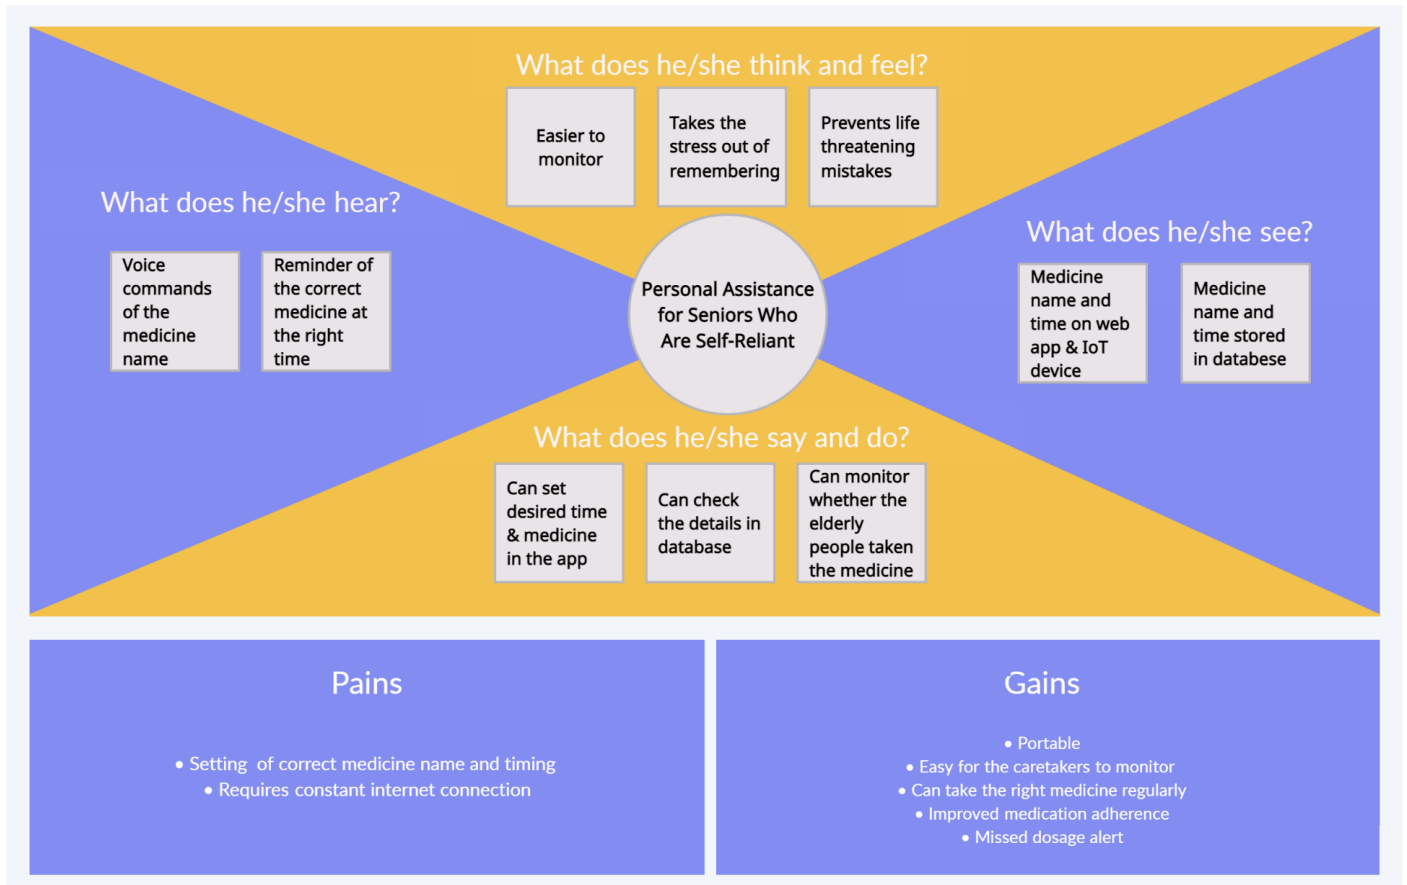 What does he/she think and feel?
Easier to
monitor
Takes the
stress out of
remembering
Prevents life
threatening
mistakes
What does he/she hear?
Voice
commands
of the
medicine
name
Reminder of
the correct
medicine at
the right
time
Personal Assistance
for Seniors Who
Are Self-Reliant
What does he/she see?
Medicine
name and
time on web
app & IoT
device
Medicine
name and
time stored
in databese
What does he/she say and do?
Can set
desired time
& medicine
in the app
Can check
the details in
database
Can monitor
whether the
elderly
people taken
the medicine
Pains
• Setting of correct medicine name and timing
• Requires constant internet connection
Gains
• Portable
• Easy for the caretakers to monitor
• Can take the right medicine regularly
• Improved medication adherence
• Missed dosage alert